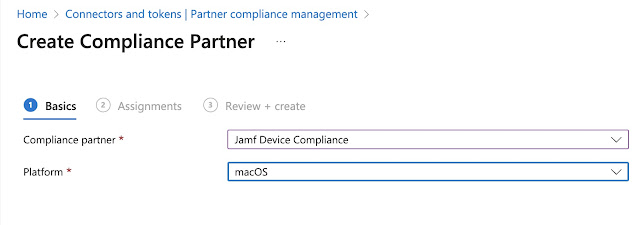 Home > Connectors and tokens | Partner compliance management >
Create Compliance Partner ...
1 Basics 2 Assignments 3 Review + create
Compliance partner * Jamf Device Compliance
Platform * macOS